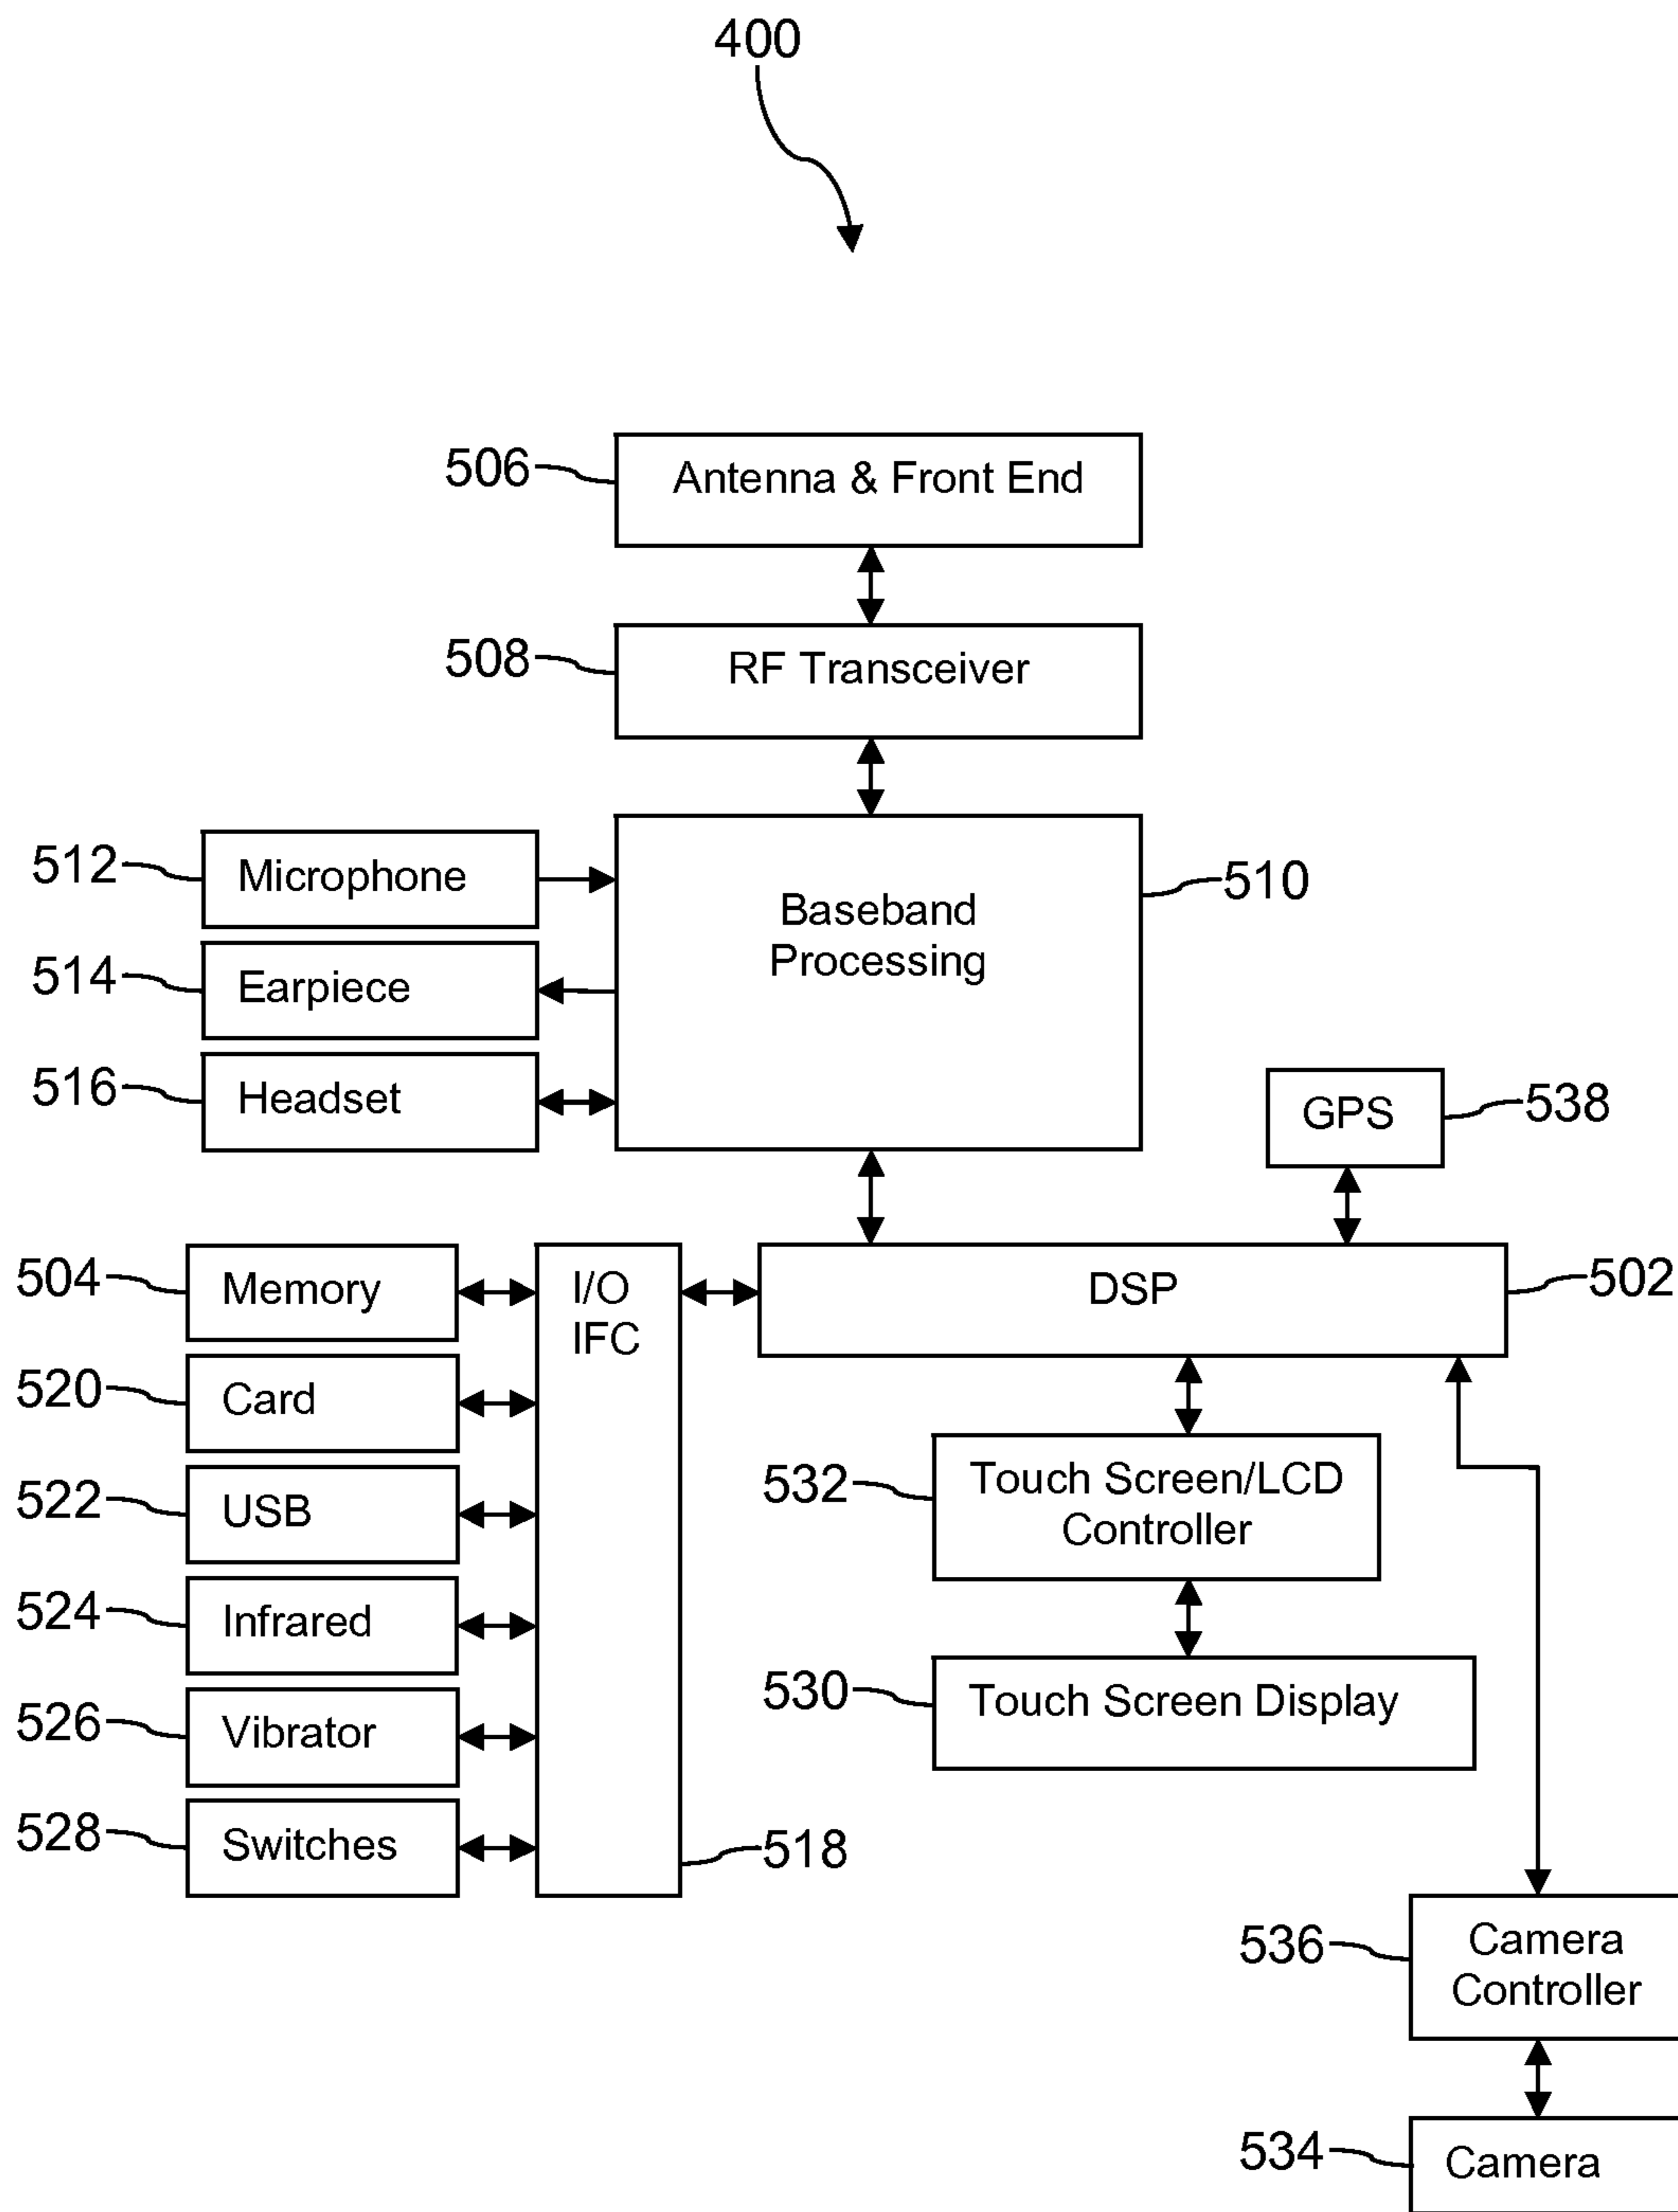 400
506
Antenna & Front End
508
RF Transceiver
512
Microphone
Baseband
Processing
510
514
Earpiece
516
Headset
GPS
538
504
Memory
I/O
IFC
DSP
502
520
Card
522
USB
532
Touch Screen/LCD
Controller
524
Infrared
526
Vibrator
530
Touch Screen Display
528
Switches
518
536
Camera
Controller
534
Camera